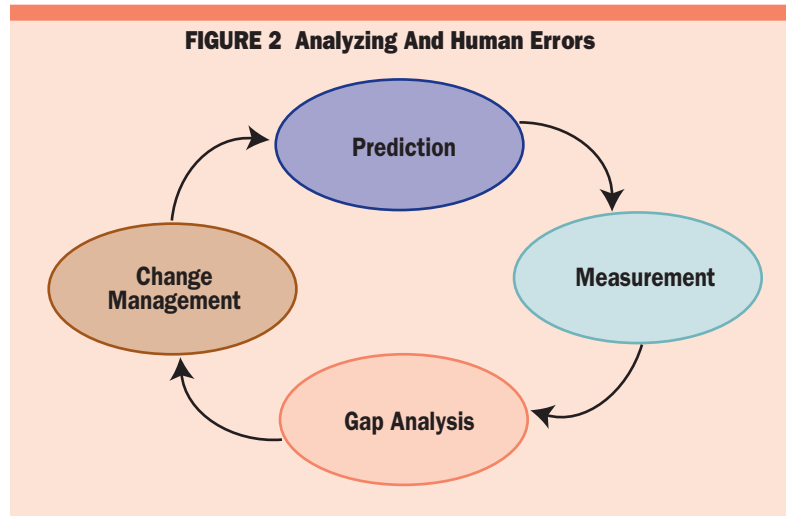 FIGURE 2 Analyzing And Human Errors
Prediction
Measurement
Gap Analysis
Change
Management